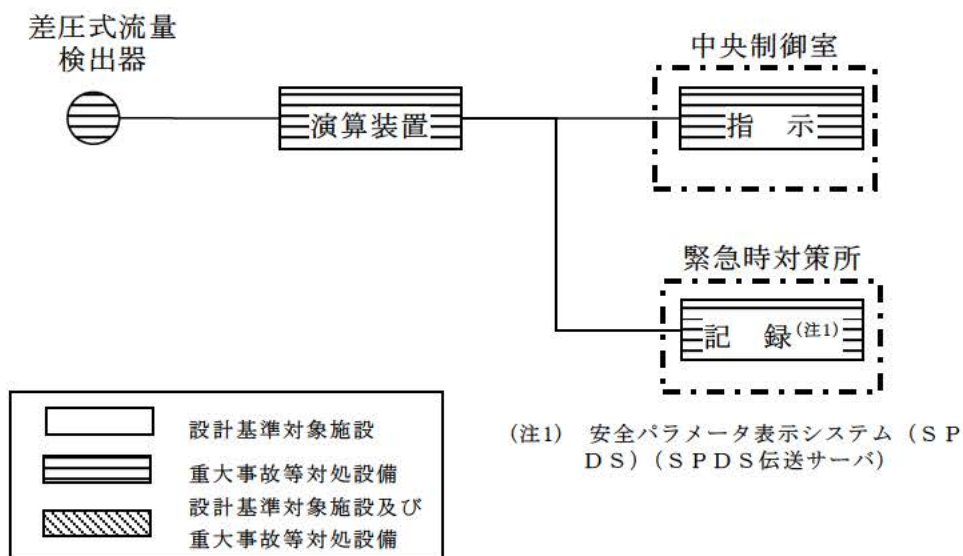 差圧式流量
検出器
中央制御室
演算装置
指　示
緊急時対策所
記　録(注1)
設計基準対象施設
重大事故等対処設備
設計基準対象施設及び
重大事故等対処設備
(注1)　安全パラメータ表示システム（ＳＰ
ＤＳ）（ＳＰＤＳ伝送サーバ）